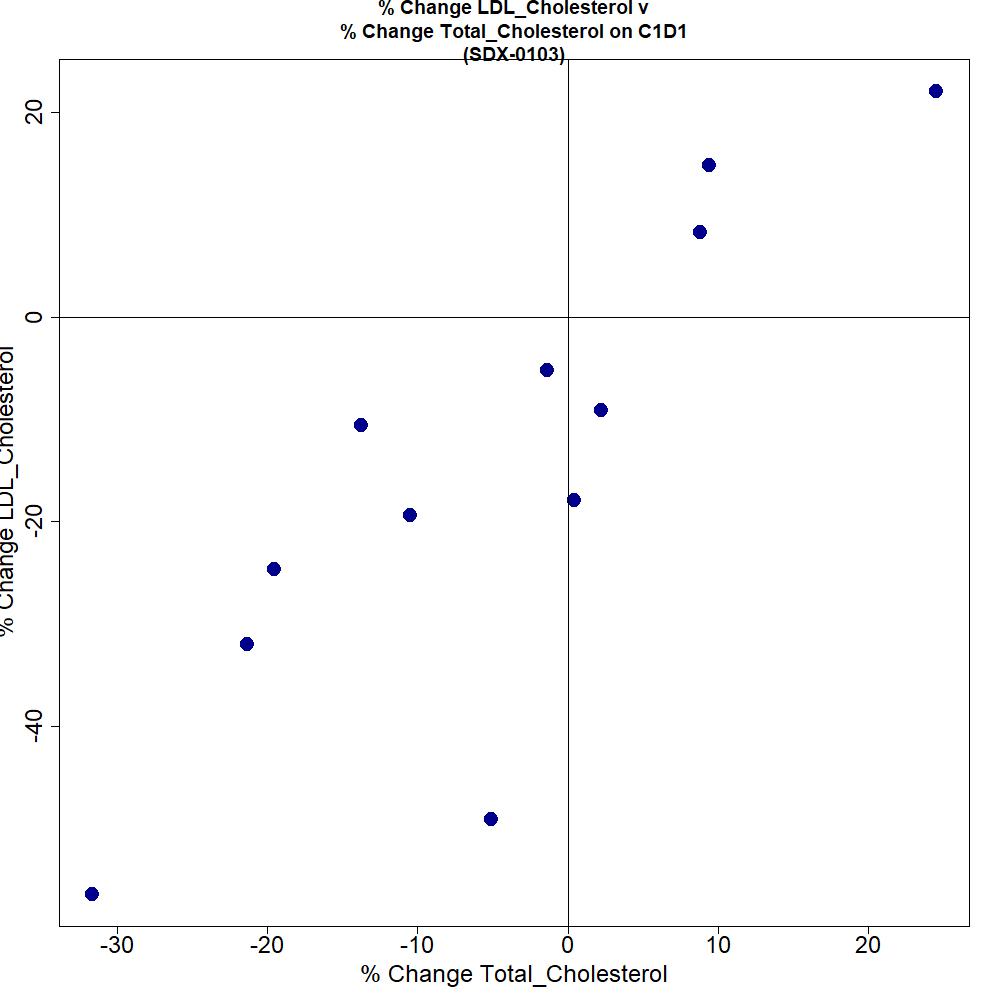 % Change LDL_Cholesterol v
% Change Total_Cholesterol on C1D1
(SDX-0103)
20
0
-20
-40
% Change LDL_Cholesterol
-30
-20
-10
0
10
20
% Change Total_Cholesterol